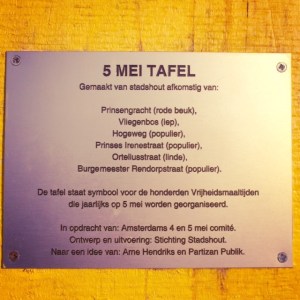 5 MEI TAFEL
Gemaakt van stadshout afkomstig van:
Prinsengracht (rode beuk),
Vliegenbos (iep),
Hogeweg (populier),
Prinses Irenestraat (populier),
Orteliusstraat (linde),
Burgemeester Rendorpstraat (populier).
De tafel staat symbool voor de honderden Vrijheidsmaaltijden
die jaarlijks op 5 mei worden georganiseerd.
In opdracht van: Amsterdams 4 en 5 mei comité.
Ontwerp en uitvoering: Stichting Stadshout.
Naar een idee van: Arne Hendriks en Partizan Publik.